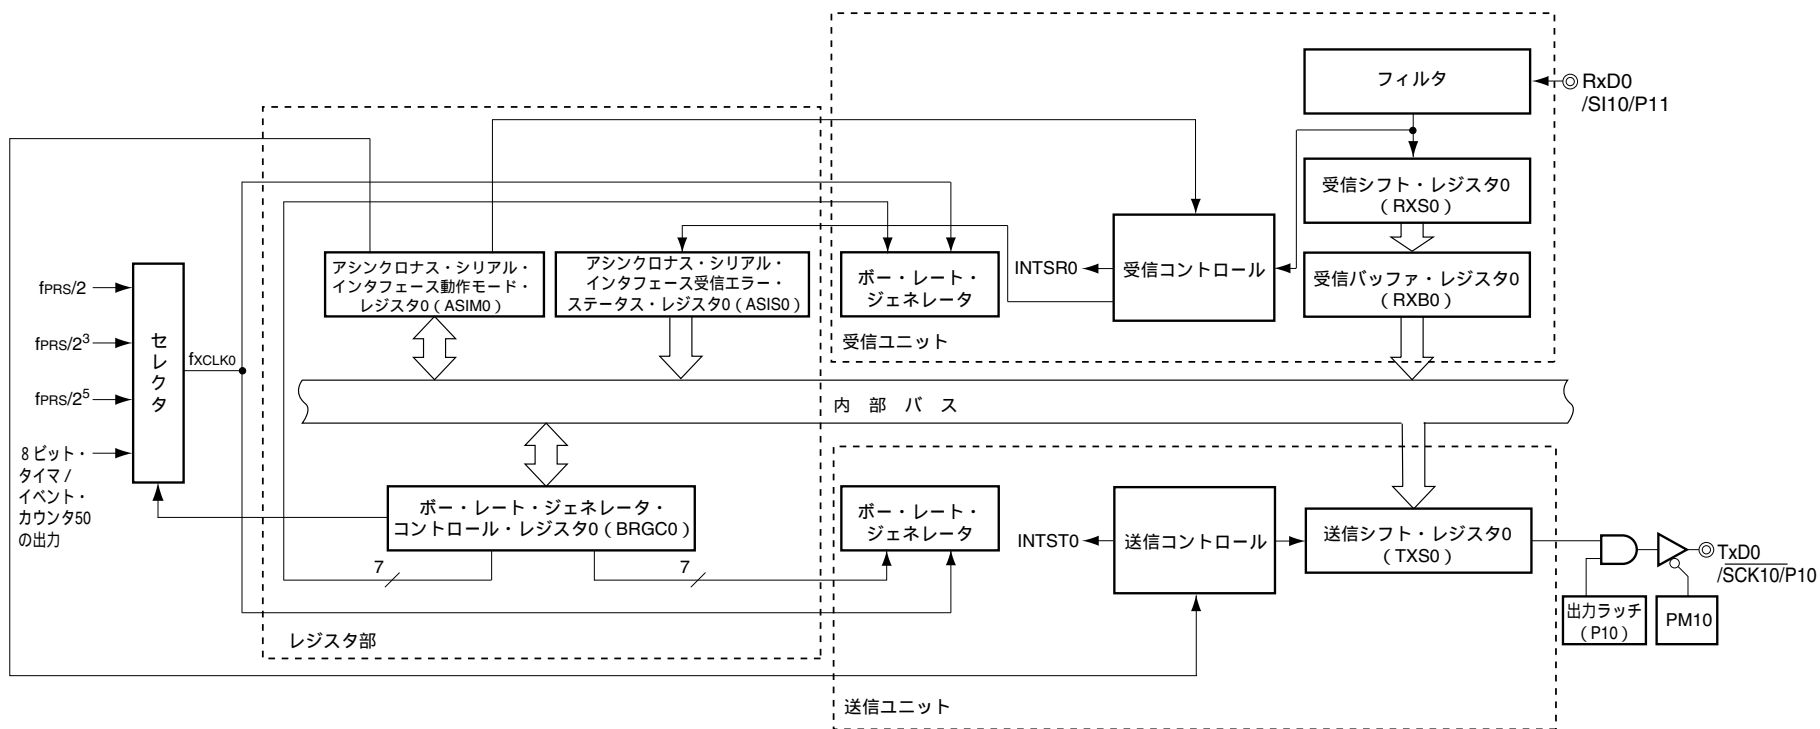 フィルタ
RxD0
/SI10/P11
受信シフト・レジスタ0
（RXS0）
受信バッファ・レジスタ0
（RXB0）
受信コントロール
INTSR0
ボー・レート・
ジェネレータ
受信ユニット
アシンクロナス・シリアル・
インタフェース動作モード・
レジスタ0（ASIM0）
アシンクロナス・シリアル・
インタフェース受信エラー・
ステータス・レジスタ0（ASIS0）
fPRS/2
fPRS/2³
fPRS/2⁵
8ビット・
タイマ／
イベント・
カウンタ50
の出力
セレクタ
fXCLK0
内 部 バ ス
ボー・レート・ジェネレータ・
コントロール・レジスタ0（BRGC0）
7
7
レジスタ部
ボー・レート・
ジェネレータ
INTST0
送信コントロール
送信シフト・レジスタ0
（TXS0）
TxD0
/SCK10/P10
出力ラッチ
（P10）
PM10
送信ユニット